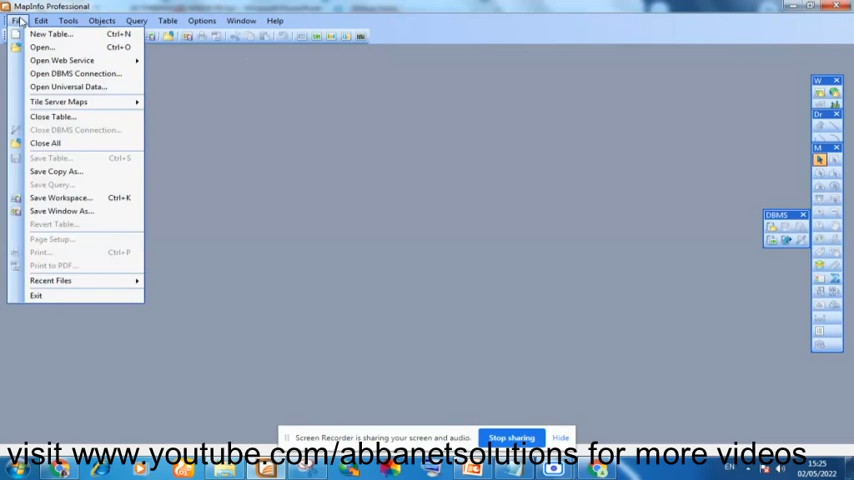 MapInfo Professional
File Edit Tools Objects Query Table Options Window Help
New Table... Ctrl+N
Open... Ctrl+O
Open Web Service
Open DBMS Connection...
Open Universal Data...
Tile Server Maps
Close Table...
Close DBMS Connection...
Close All
Save Table... Ctrl+S
Save Copy As...
Save Query...
Save Workspace... Ctrl+K
Save Window As...
Revert Table...
Page Setup...
Print... Ctrl+P
Print to PDF...
Recent Files
Exit
W
Dr
M
DBMS
Screen Recorder is sharing your screen and audio. Stop sharing Hide
visit www.youtube.com/abbanetsolutions for more videos
EN
15:25
02/05/2022